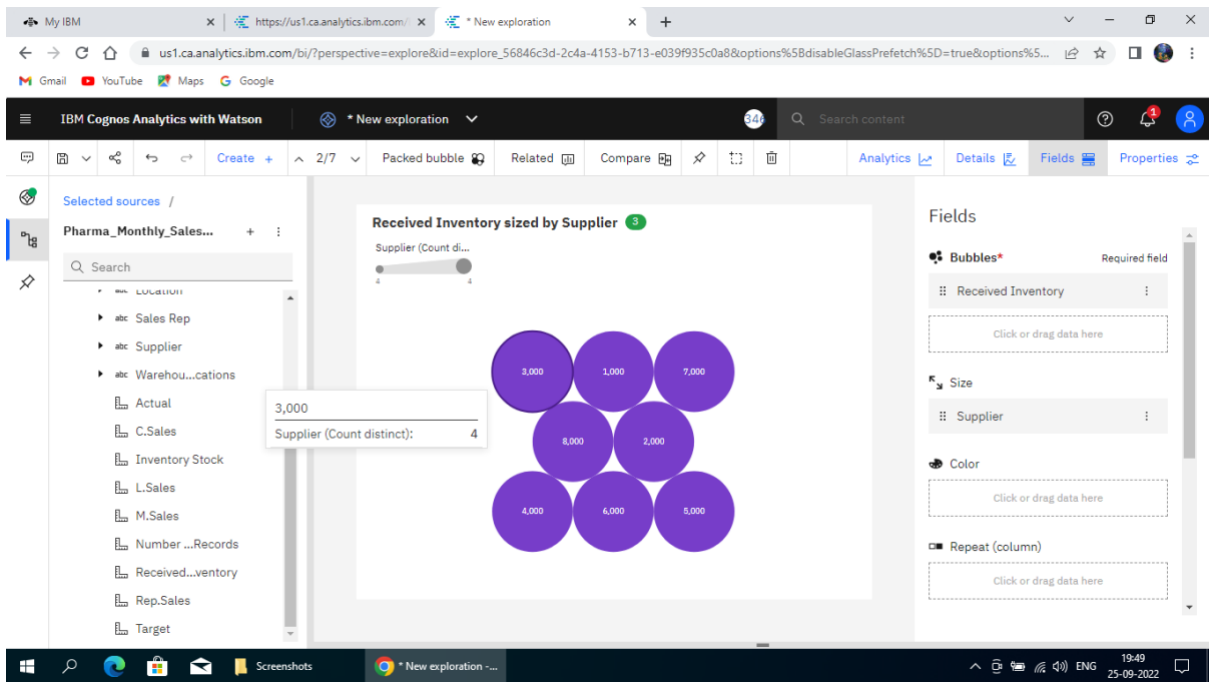 My IBM
https://us1.ca.analytics.ibm.com/
* New exploration
us1.ca.analytics.ibm.com/bi/?perspective=explore&id=explore_56846c3d-2c4a-4153-b713-e039f935c0a8&options%5BdisableGlassPrefetch%5D=true&options%5...
Gmail YouTube Maps Google
IBM Cognos Analytics with Watson * New exploration 346 Search content
Create + 2/7 Packed bubble Related Compare Analytics Details Fields Properties
Selected sources /
Pharma_Monthly_Sales...
Search
abc Location
abc Sales Rep
abc Supplier
abc Warehou...cations
Actual
C.Sales
Inventory Stock
L.Sales
M.Sales
Number ...Records
Received...ventory
Rep.Sales
Target
Received Inventory sized by Supplier 3
Supplier (Count di...
4 4
3,000 1,000 7,000
8,000 2,000
4,000 6,000 5,000
3,000
Supplier (Count distinct): 4
Fields
Bubbles* Required field
Received Inventory
Click or drag data here
Size
Supplier
Color
Click or drag data here
Repeat (column)
Click or drag data here
Screenshots * New exploration -... ENG 19:49
25-09-2022